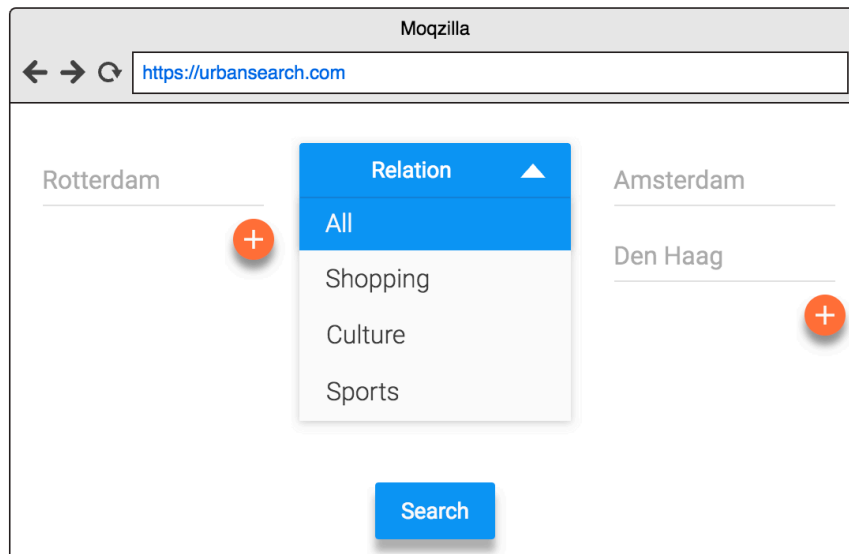 Moqzilla
https://urbansearch.com
Rotterdam
Relation
Amsterdam
All
Den Haag
Shopping
Culture
Sports
Search